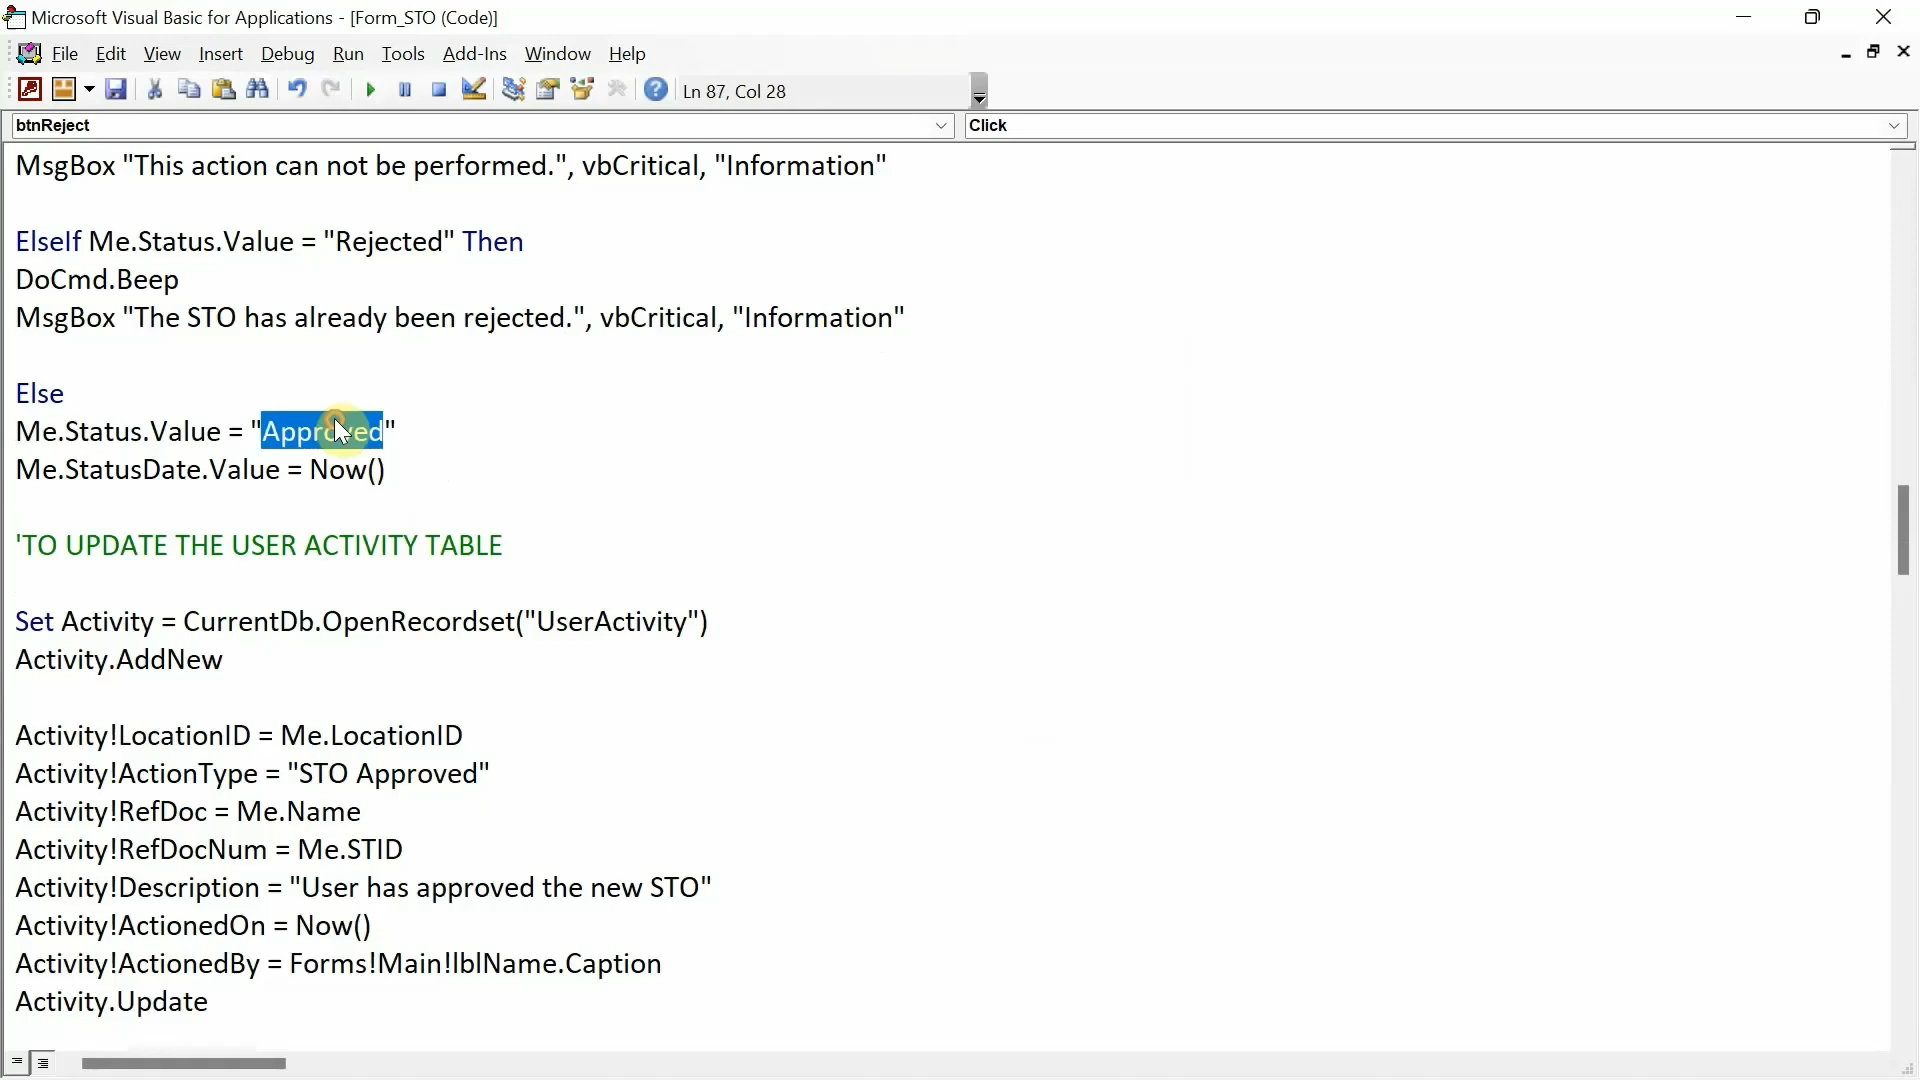 Microsoft Visual Basic for Applications - [Form_STO (Code)]
File Edit View Insert Debug Run Tools Add-Ins Window Help
Ln 87, Col 28
btnReject
Click
MsgBox "This action can not be performed.", vbCritical, "Information"
ElseIf Me.Status.Value = "Rejected" Then
DoCmd.Beep
MsgBox "The STO has already been rejected.", vbCritical, "Information"
Else
Me.Status.Value = "Approved"
Me.StatusDate.Value = Now()
'TO UPDATE THE USER ACTIVITY TABLE
Set Activity = CurrentDb.OpenRecordset("UserActivity")
Activity.AddNew
Activity!LocationID = Me.LocationID
Activity!ActionType = "STO Approved"
Activity!RefDoc = Me.Name
Activity!RefDocNum = Me.STID
Activity!Description = "User has approved the new STO"
Activity!ActionedOn = Now()
Activity!ActionedBy = Forms!Main!lblName.Caption
Activity.Update